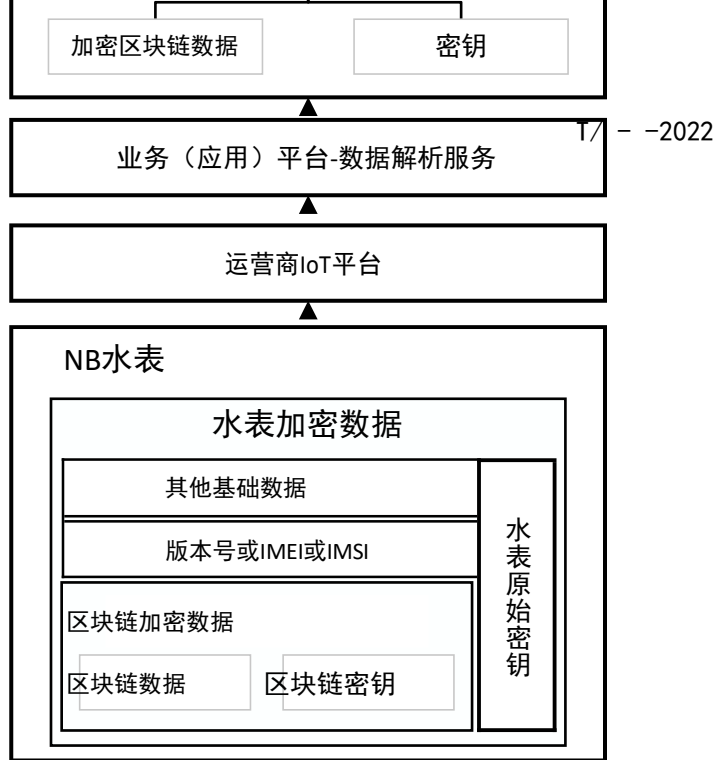 加密区块链数据
密钥
T/ - -2022
业务（应用）平台-数据解析服务
运营商IoT平台
NB水表
水表加密数据
其他基础数据
版本号或IMEI或IMSI
水表原始密钥
区块链加密数据
区块链数据
区块链密钥